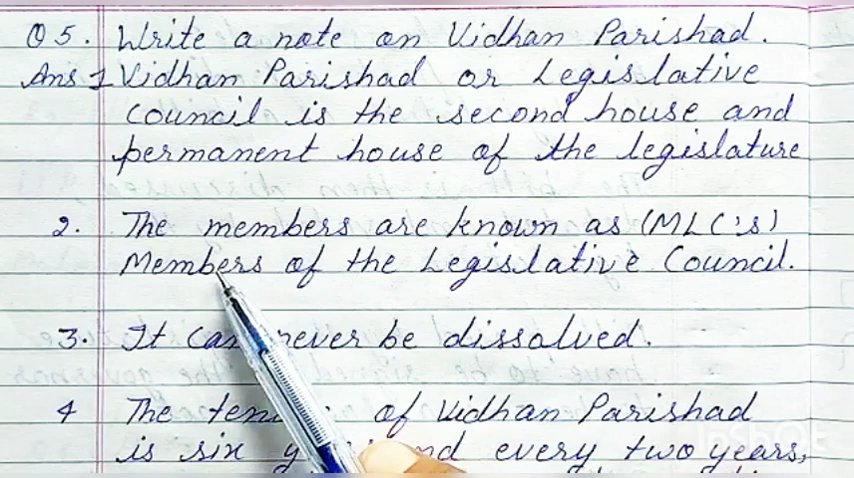 Q 5. Write a note on Vidhan Parishad.
Ans 1 Vidhan Parishad or Legislative
Council is the second house and
permanent house of the legislature
2. The members are known as (MLC's)
Members of the Legislative Council.
3. It can never be dissolved.
4 The of Vidhan Parishad
is six every two years,
InShOt